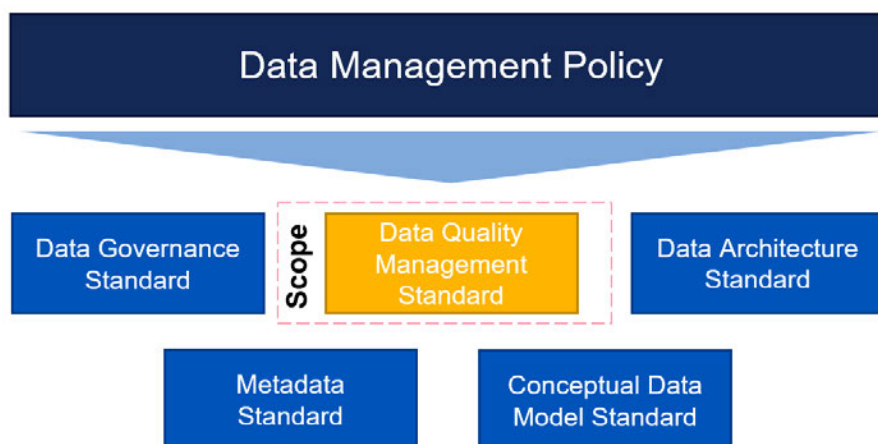 Data Management Policy
Data Governance
Standard
Scope
Data Quality
Management
Standard
Data Architecture
Standard
Metadata
Standard
Conceptual Data
Model Standard